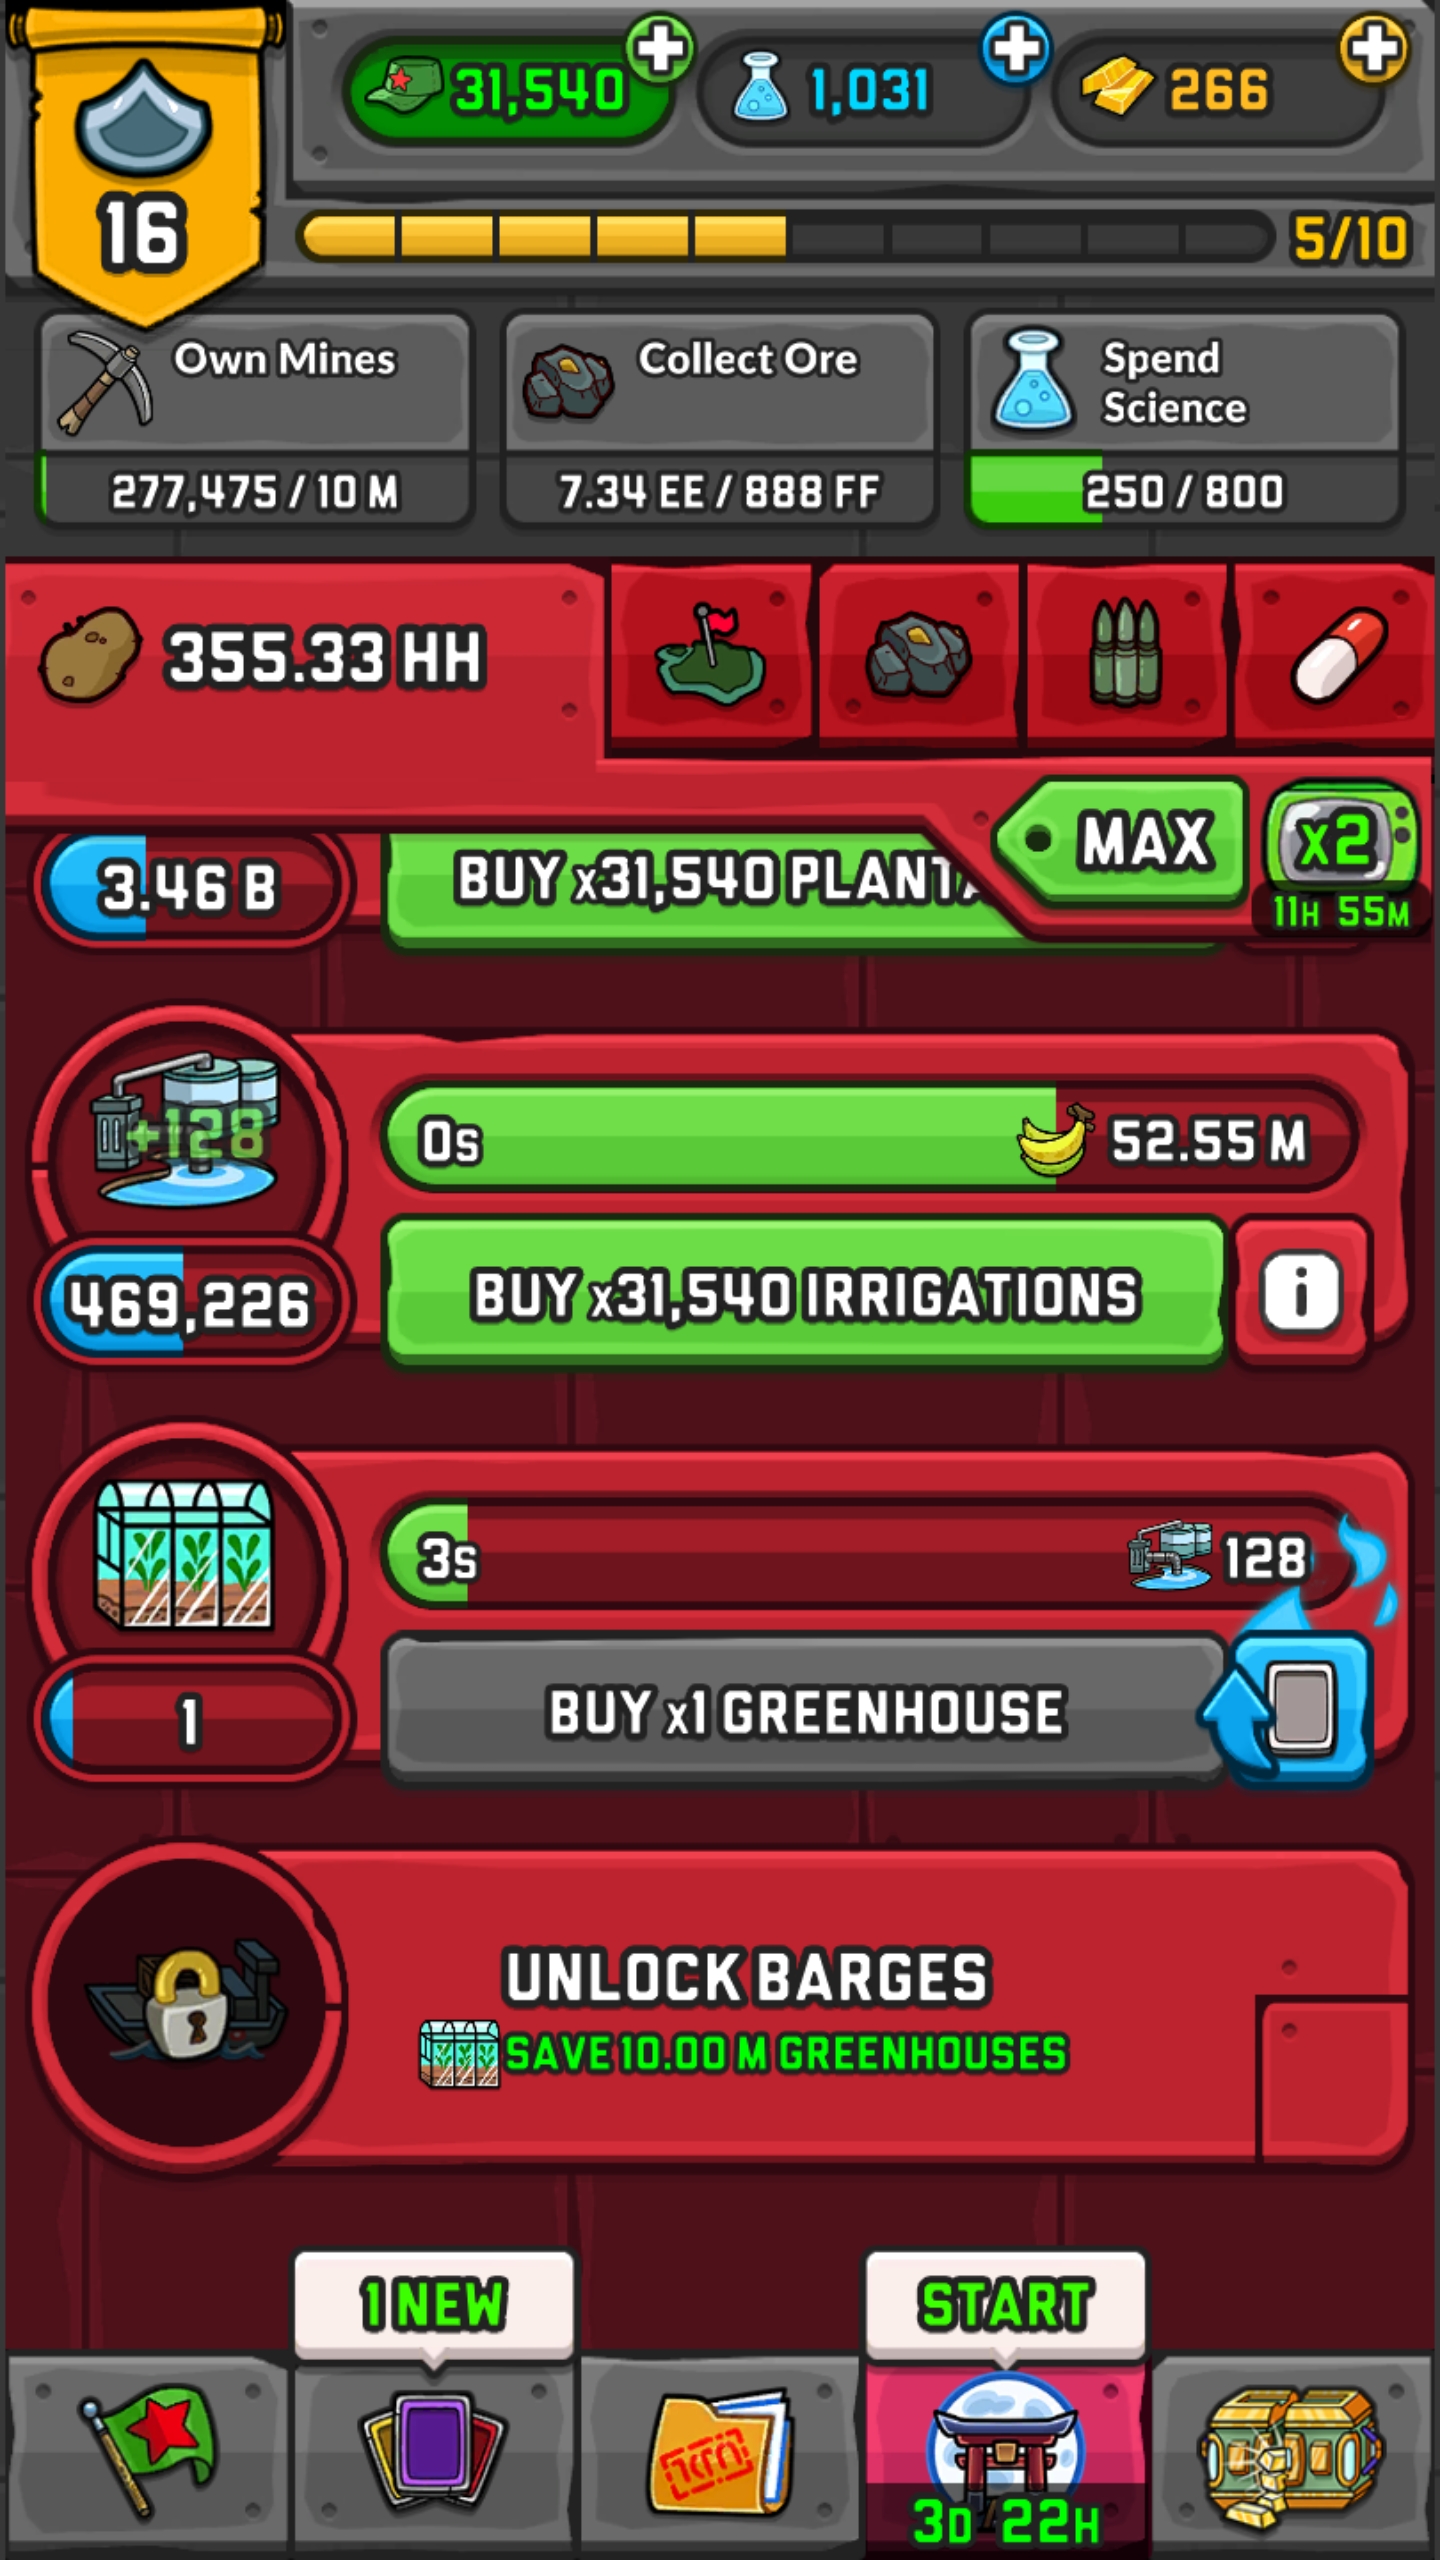 16
31,540
1,031
266
5/10
Own Mines
277,475 / 10 M
Collect Ore
7.34 EE / 888 FF
Spend
Science
250 / 800
355.33 HH
MAX
x2
11H 55M
3.46 B
BUY x31,540 PLANTA
+128
0s
52.55 M
469,226
BUY x31,540 IRRIGATIONS
i
3s
128
1
BUY x1 GREENHOUSE
UNLOCK BARGES
SAVE 10.00 M GREENHOUSES
1 NEW
START
3D 22H